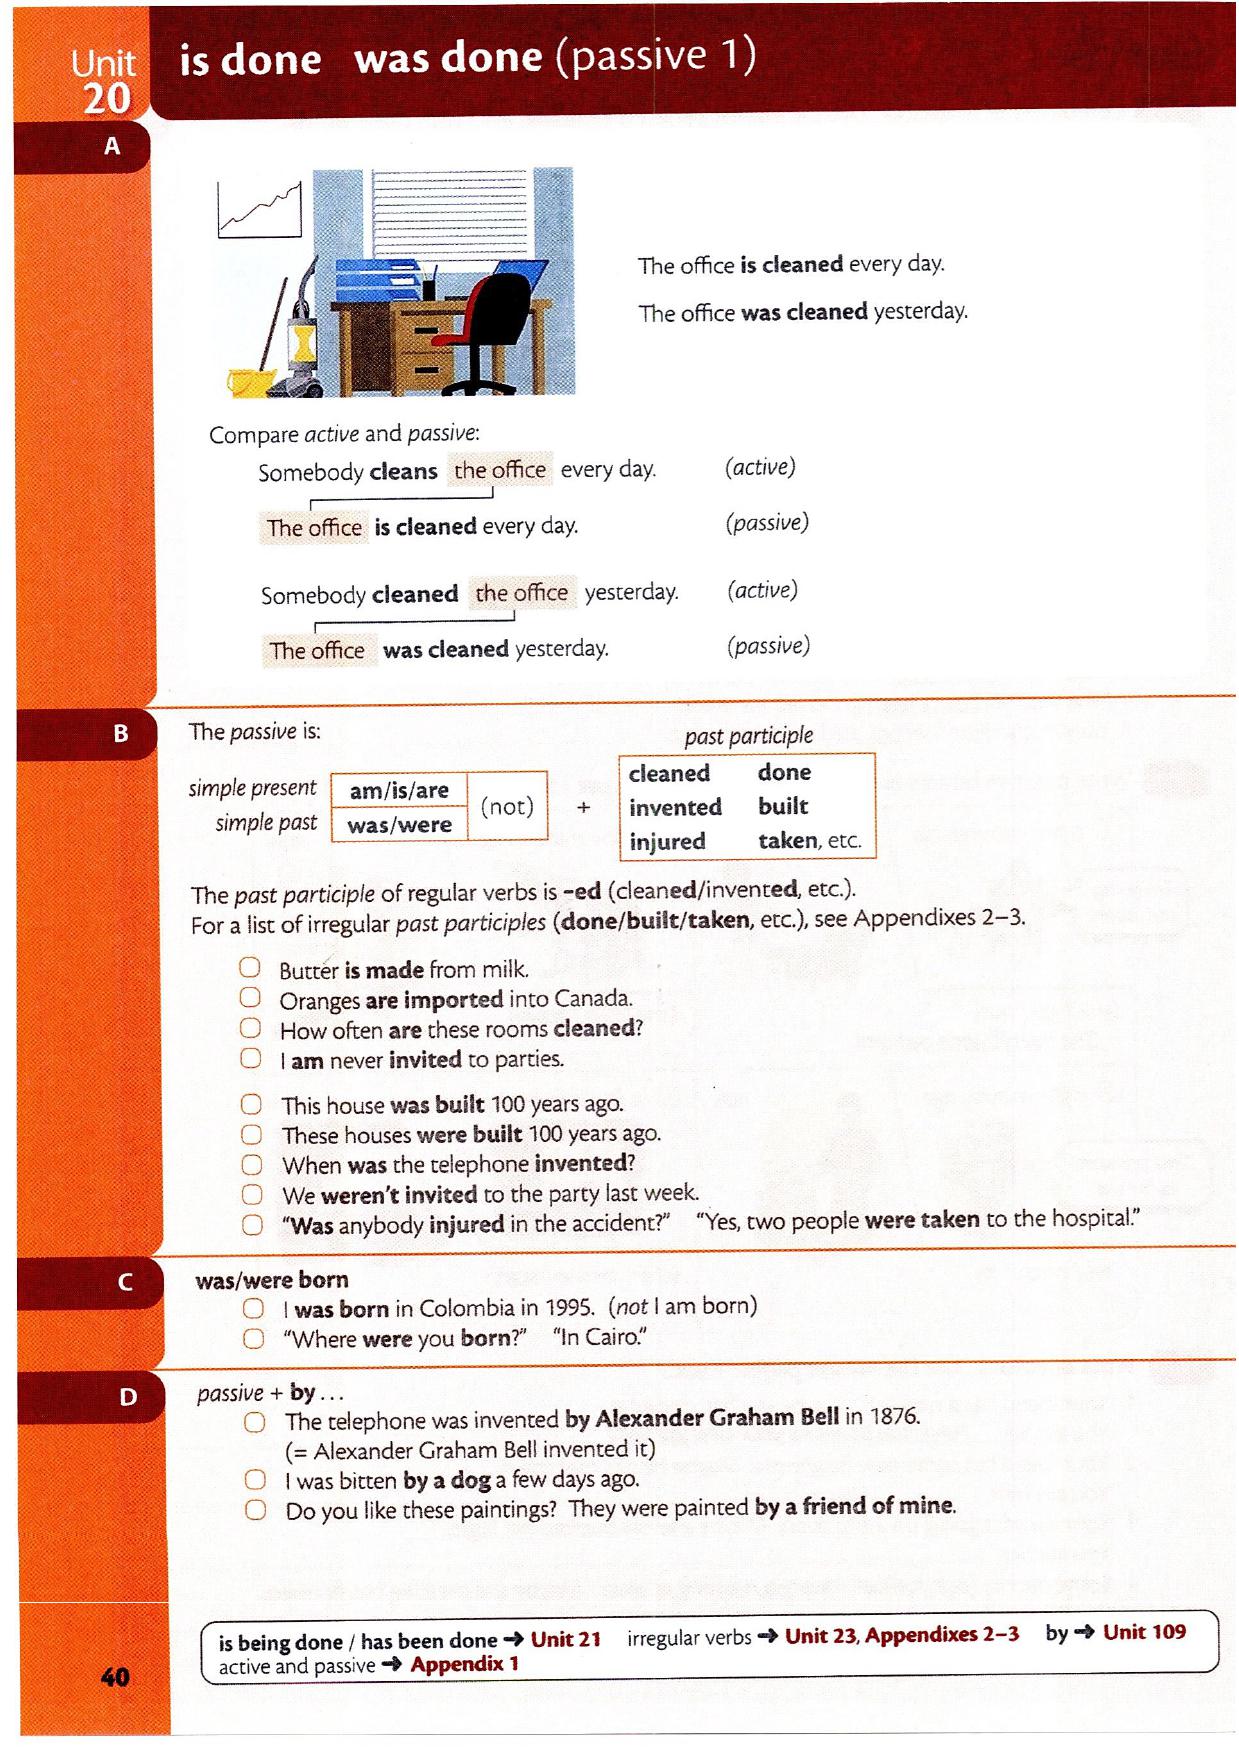 Unit
20
is done   was done (passive 1)
A
The office is cleaned every day.
The office was cleaned yesterday.
Compare active and passive:
Somebody cleans the office every day. (active)
The office is cleaned every day. (passive)
Somebody cleaned the office yesterday. (active)
The office was cleaned yesterday. (passive)
B
The passive is:
past participle
simple present am/is/are (not) + cleaned done
simple past was/were invented built
injured taken, etc.
The past participle of regular verbs is -ed (cleaned/invented, etc.).
For a list of irregular past participles (done/built/taken, etc.), see Appendixes 2–3.
Butter is made from milk.
Oranges are imported into Canada.
How often are these rooms cleaned?
I am never invited to parties.
This house was built 100 years ago.
These houses were built 100 years ago.
When was the telephone invented?
We weren't invited to the party last week.
“Was anybody injured in the accident?” “Yes, two people were taken to the hospital.”
C
was/were born
I was born in Colombia in 1995. (not I am born)
“Where were you born?” “In Cairo.”
D
passive + by . . .
The telephone was invented by Alexander Graham Bell in 1876.
(= Alexander Graham Bell invented it)
I was bitten by a dog a few days ago.
Do you like these paintings? They were painted by a friend of mine.
is being done / has been done → Unit 21 irregular verbs → Unit 23, Appendixes 2–3 by → Unit 109
active and passive → Appendix 1
40